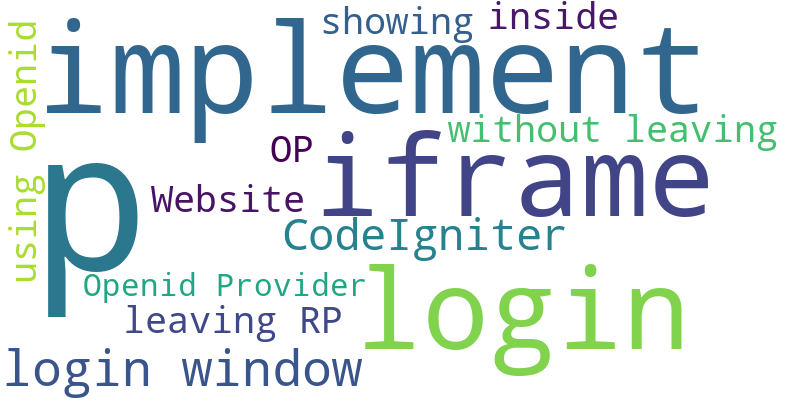 showing
inside
implement
using Openid
without leaving
OP
iframe
p
Website
CodeIgniter
Openid Provider
login
leaving RP
login window